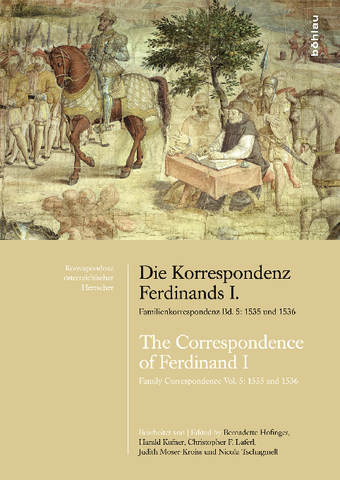 böhlau
Korrespondenz
österreichischer
Herrscher
Die Korrespondenz
Ferdinands I.
Familienkorrespondenz Bd. 5: 1535 und 1536
The Correspondence
of Ferdinand I
Family Correspondence Vol. 5: 1535 and 1536
Bearbeitet von | Edited by Bernadette Hofinger,
Harald Kufner, Christopher F. Laferl,
Judith Moser-Kroiss und Nicola Tschugmell